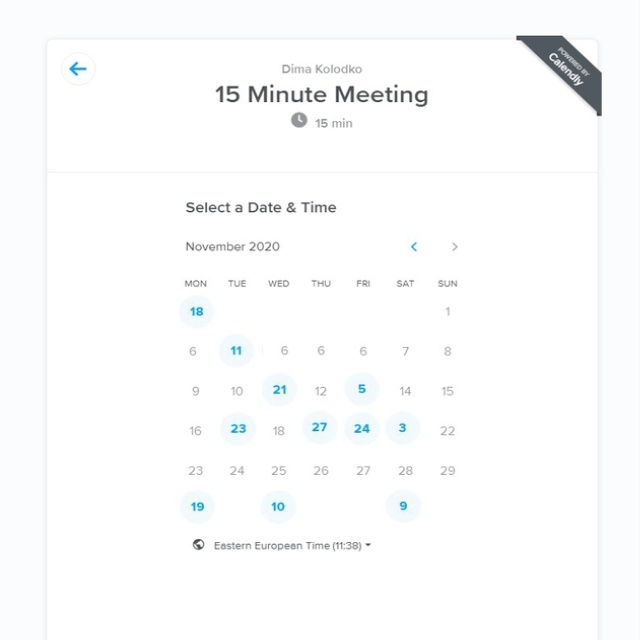 Dima Kolodko
15 Minute Meeting
15 min
POWERED BY
Calendly
Select a Date & Time
November 2020
MON TUE WED THU FRI SAT SUN
18 1
6 11 6 6 6 7 8
9 10 21 12 5 14 15
16 23 18 27 24 3 22
23 24 25 26 27 28 29
19 10 9
Eastern European Time (11:38)